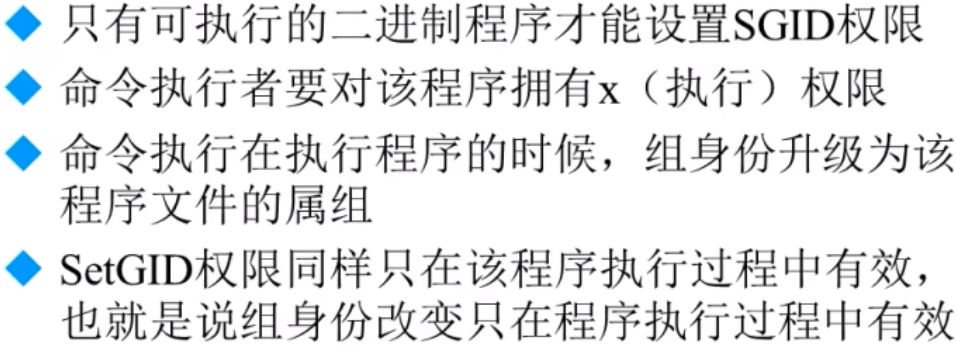 只有可执行的二进制程序才能设置SGID权限
命令执行者要对该程序拥有x（执行）权限
命令执行在执行程序的时候，组身份升级为该
程序文件的属组
SetGID权限同样只在该程序执行过程中有效，
也就是说组身份改变只在程序执行过程中有效